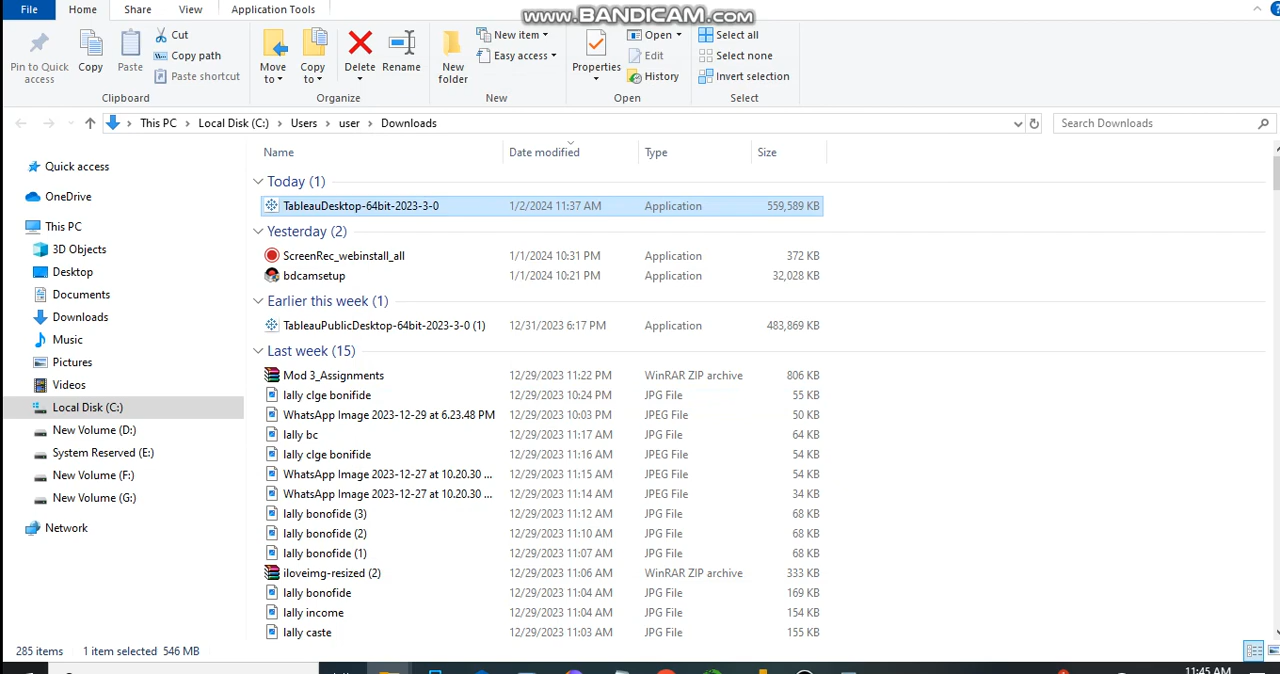 File Home Share View Application Tools
www.BANDICAM.com
Pin to Quick access
Copy
Paste
Cut
Copy path
Paste shortcut
Clipboard
Move to
Copy to
Delete
Rename
Organize
New folder
New item
Easy access
New
Properties
Open
Edit
History
Open
Select all
Select none
Invert selection
Select
This PC > Local Disk (C:) > Users > user > Downloads
Search Downloads
Quick access
OneDrive
This PC
3D Objects
Desktop
Documents
Downloads
Music
Pictures
Videos
Local Disk (C:)
New Volume (D:)
System Reserved (E:)
New Volume (F:)
New Volume (G:)
Network
Name Date modified Type Size
Today (1)
TableauDesktop-64bit-2023-3-0 1/2/2024 11:37 AM Application 559,589 KB
Yesterday (2)
ScreenRec_webinstall_all 1/1/2024 10:31 PM Application 372 KB
bdcamsetup 1/1/2024 10:21 PM Application 32,028 KB
Earlier this week (1)
TableauPublicDesktop-64bit-2023-3-0 (1) 12/31/2023 6:17 PM Application 483,869 KB
Last week (15)
Mod 3_Assignments 12/29/2023 11:22 PM WinRAR ZIP archive 806 KB
lally clge bonifide 12/29/2023 10:24 PM JPG File 55 KB
WhatsApp Image 2023-12-29 at 6.23.48 PM 12/29/2023 10:03 PM JPEG File 50 KB
lally bc 12/29/2023 11:17 AM JPG File 64 KB
lally clge bonifide 12/29/2023 11:16 AM JPEG File 54 KB
WhatsApp Image 2023-12-27 at 10.20.30 ... 12/29/2023 11:15 AM JPEG File 54 KB
WhatsApp Image 2023-12-27 at 10.20.30 ... 12/29/2023 11:14 AM JPEG File 34 KB
lally bonofide (3) 12/29/2023 11:12 AM JPG File 68 KB
lally bonofide (2) 12/29/2023 11:10 AM JPG File 68 KB
lally bonofide (1) 12/29/2023 11:07 AM JPG File 68 KB
iloveimg-resized (2) 12/29/2023 11:06 AM WinRAR ZIP archive 333 KB
lally bonofide 12/29/2023 11:04 AM JPG File 169 KB
lally income 12/29/2023 11:04 AM JPG File 154 KB
lally caste 12/29/2023 11:03 AM JPG File 155 KB
285 items 1 item selected 546 MB
11:45 AM